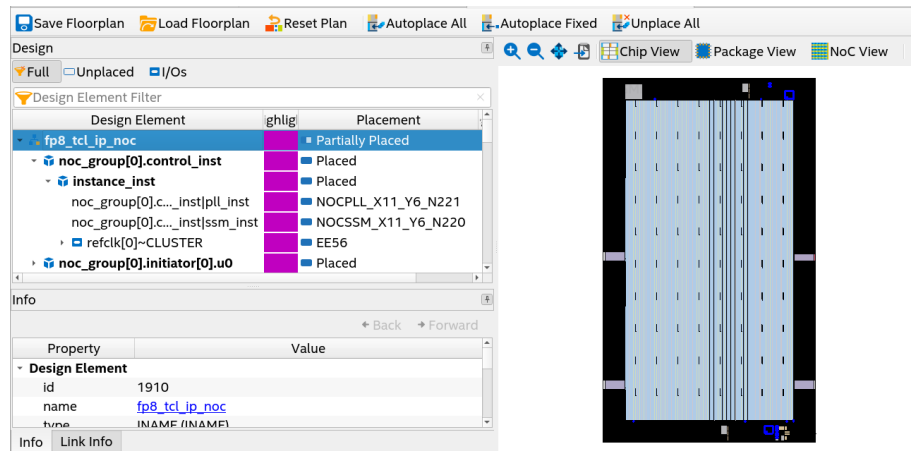 Save Floorplan Load Floorplan Reset Plan Autoplace All Autoplace Fixed Unplace All
Design
Full Unplaced I/Os
Design Element Filter
Design Element ghlig Placement
fp8_tcl_ip_noc Partially Placed
noc_group[0].control_inst Placed
instance_inst Placed
noc_group[0].c..._inst|pll_inst NOCPLL_X11_Y6_N221
noc_group[0].c..._inst|ssm_inst NOCSSM_X11_Y6_N220
refclk[0]~CLUSTER EE56
noc_group[0].initiator[0].u0 Placed
Info
Back Forward
Property Value
Design Element
id 1910
name fp8_tcl_ip_noc
type INAME (INAME)
Info Link Info
Chip View Package View NoC View